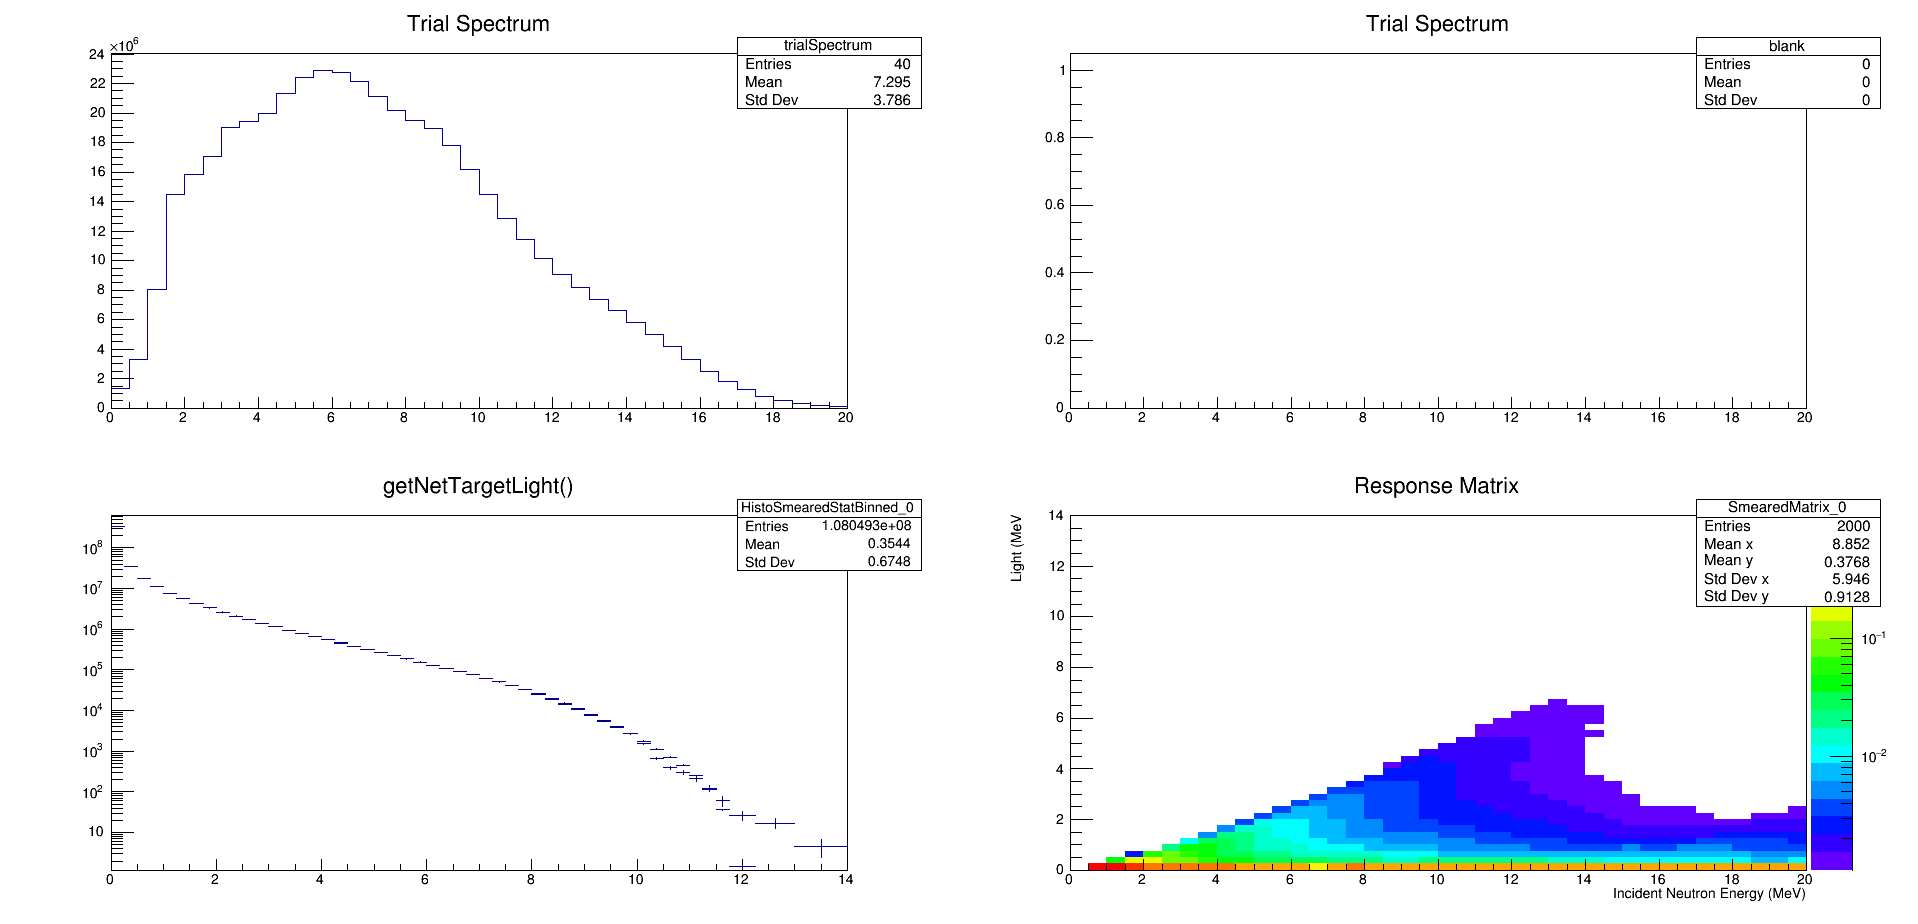 Trial Spectrum
×10⁶
trialSpectrum
Entries 40
Mean 7.295
Std Dev 3.786
24
22
20
18
16
14
12
10
8
6
4
2
0
0 2 4 6 8 10 12 14 16 18 20
Trial Spectrum
blank
Entries 0
Mean 0
Std Dev 0
1
0.8
0.6
0.4
0.2
0
0 2 4 6 8 10 12 14 16 18 20
getNetTargetLight()
HistoSmearedStatBinned_0
Entries 1.080493e+08
Mean 0.3544
Std Dev 0.6748
10⁸
10⁷
10⁶
10⁵
10⁴
10³
10²
10
0 2 4 6 8 10 12 14
Response Matrix
SmearedMatrix_0
Entries 2000
Mean x 8.852
Mean y 0.3768
Std Dev x 5.946
Std Dev y 0.9128
Light (MeV
14
12
10
8
6
4
2
0
0 2 4 6 8 10 12 14 16 18 20
Incident Neutron Energy (MeV)
10⁻¹
10⁻²